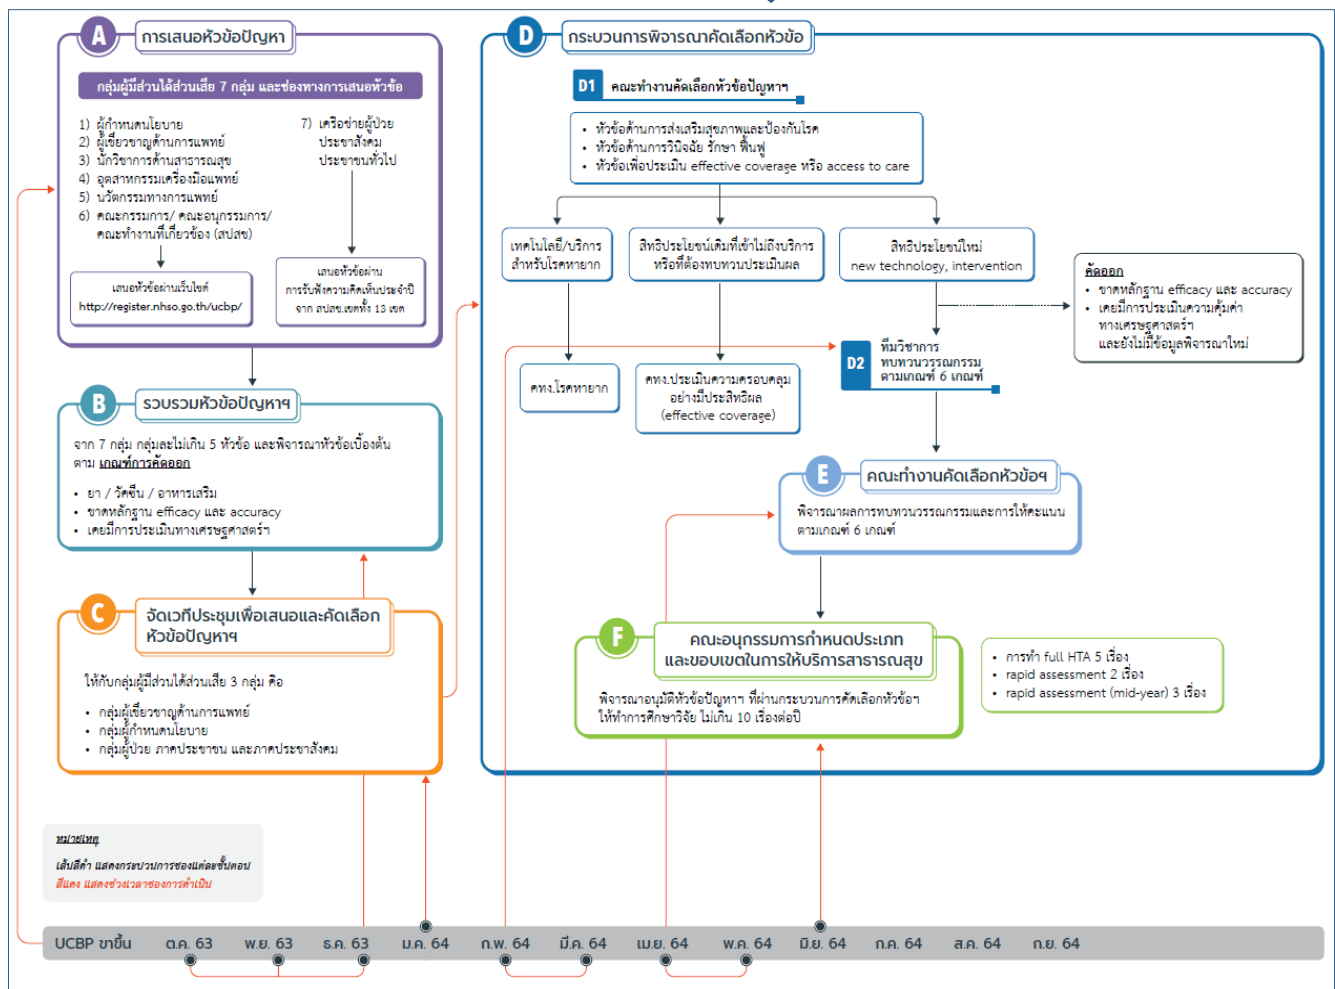 A
การเสนอหัวข้อปัญหา
กลุ่มผู้มีส่วนได้ส่วนเสีย 7 กลุ่ม และช่องทางการเสนอหัวข้อ
1) ผู้กำหนดนโยบาย
2) ผู้เชี่ยวชาญด้านการแพทย์
3) นักวิชาการด้านสาธารณสุข
4) อุตสาหกรรมเครื่องมือแพทย์
5) นวัตกรรมทางการแพทย์
6) คณะกรรมการ/ คณะอนุกรรมการ/
คณะทำงานที่เกี่ยวข้อง (สปสช)
7) เครือข่ายผู้ป่วย
ประชาสังคม
ประชาชนทั่วไป
เสนอหัวข้อผ่านเว็บไซต์
http://register.nhso.go.th/ucbp/
เสนอหัวข้อผ่าน
การรับฟังความคิดเห็นประจำปี
จาก สปสช.เขตทั้ง 13 เขต
B
รวบรวมหัวข้อปัญหาฯ
จาก 7 กลุ่ม กลุ่มละไม่เกิน 5 หัวข้อ และพิจารณาหัวข้อเบื้องต้น
ตาม เกณฑ์การคัดออก
• ยา / วัคซีน / อาหารเสริม
• ขาดหลักฐาน efficacy และ accuracy
• เคยมีการประเมินทางเศรษฐศาสตร์ฯ
C
จัดเวทีประชุมเพื่อเสนอและคัดเลือก
หัวข้อปัญหาฯ
ให้กับกลุ่มผู้มีส่วนได้ส่วนเสีย 3 กลุ่ม คือ
• กลุ่มผู้เชี่ยวชาญด้านการแพทย์
• กลุ่มผู้กำหนดนโยบาย
• กลุ่มผู้ป่วย ภาคประชาชน และภาคประชาสังคม
D
กระบวนการพิจารณาคัดเลือกหัวข้อ
D1 คณะทำงานคัดเลือกหัวข้อปัญหาฯ
• หัวข้อด้านการส่งเสริมสุขภาพและป้องกันโรค
• หัวข้อด้านการวินิจฉัย รักษา ฟื้นฟู
• หัวข้อเพื่อประเมิน effective coverage หรือ access to care
เทคโนโลยี/บริการ
สำหรับโรคหายาก
สิทธิประโยชน์เดิมที่เข้าไม่ถึงบริการ
หรือที่ต้องทบทวนประเมินผล
สิทธิประโยชน์ใหม่
new technology, intervention
คัดออก
• ขาดหลักฐาน efficacy และ accuracy
• เคยมีการประเมินความคุ้มค่า
ทางเศรษฐศาสตร์ฯ
และยังไม่มีข้อมูลพิจารณาใหม่
คทง.โรคหายาก
คทง.ประเมินความครอบคลุม
อย่างมีประสิทธิผล
(effective coverage)
D2
ทีมวิชาการ
ทบทวนวรรณกรรม
ตามเกณฑ์ 6 เกณฑ์
E
คณะทำงานคัดเลือกหัวข้อฯ
พิจารณาผลการทบทวนวรรณกรรมและการให้คะแนน
ตามเกณฑ์ 6 เกณฑ์
F
คณะอนุกรรมการกำหนดประเภท
และขอบเขตในการให้บริการสาธารณสุข
พิจารณาอนุมัติหัวข้อปัญหาฯ ที่ผ่านกระบวนการคัดเลือกหัวข้อฯ
ให้ทำการศึกษาวิจัย ไม่เกิน 10 เรื่องต่อปี
• การทำ full HTA 5 เรื่อง
• rapid assessment 2 เรื่อง
• rapid assessment (mid-year) 3 เรื่อง
หมายเหตุ
เส้นสีดำ แสดงกระบวนการของแต่ละขั้นตอน
สีแดง แสดงช่วงเวลาของการดำเนิน
UCBP ขาขึ้น ต.ค. 63 พ.ย. 63 ธ.ค. 63 ม.ค. 64 ก.พ. 64 มี.ค. 64 เม.ย. 64 พ.ค. 64 มิ.ย. 64 ก.ค. 64 ส.ค. 64 ก.ย. 64